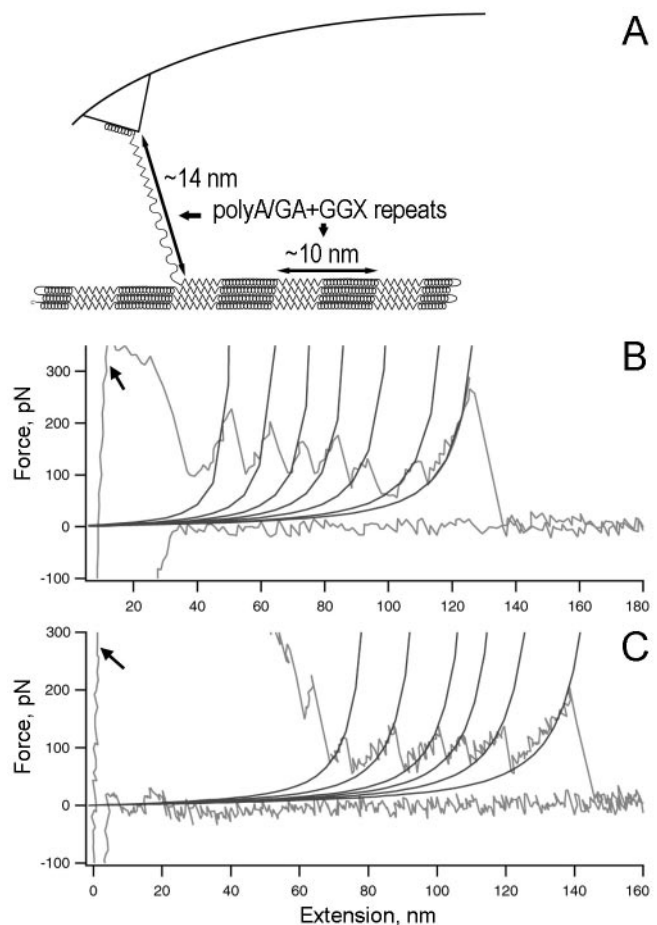 A
~14 nm
polyA/GA+GGX repeats
~10 nm
B
Force, pN
300
200
100
0
-100
20 40 60 80 100 120 140 160 180
C
Force, pN
300
200
100
0
-100
0 20 40 60 80 100 120 140 160
Extension, nm